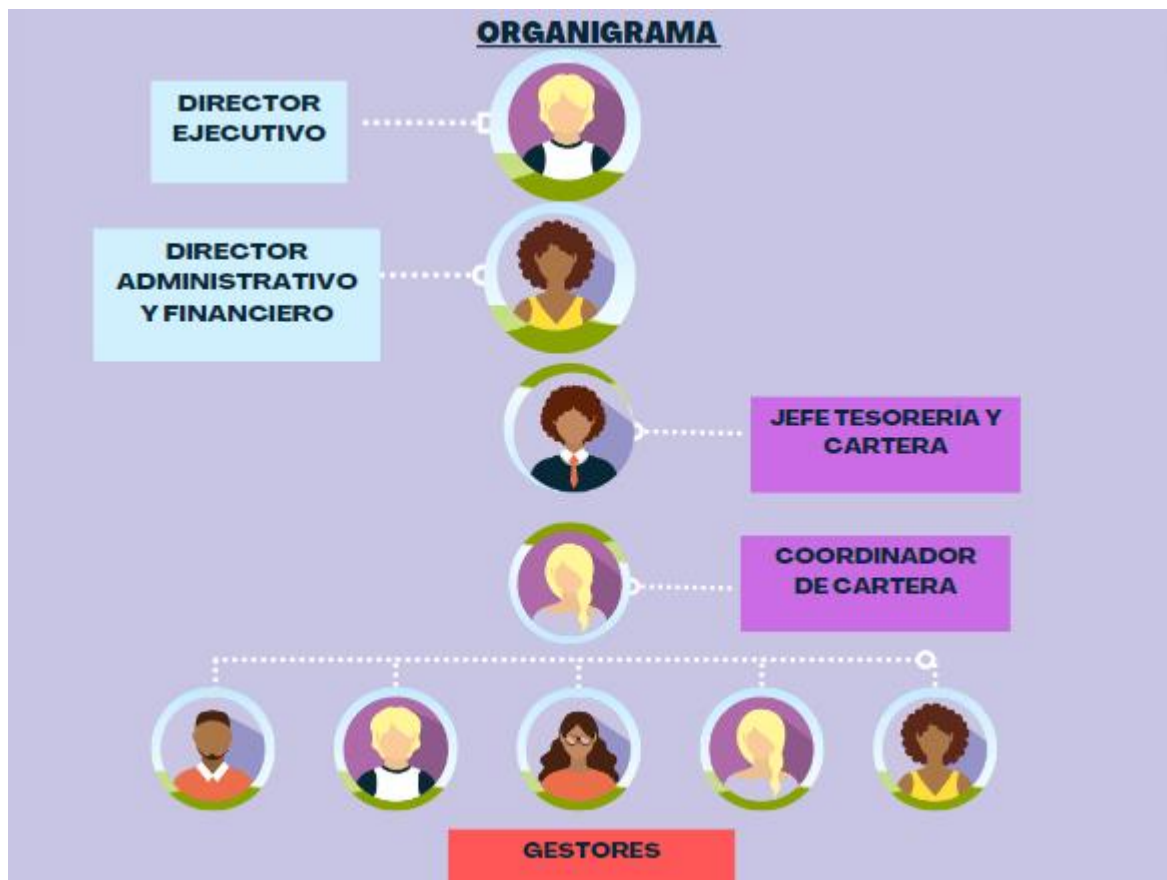 ORGANIGRAMA
DIRECTOR
EJECUTIVO
DIRECTOR
ADMINISTRATIVO
Y FINANCIERO
JEFE TESORERIA Y
CARTERA
COORDINADOR
DE CARTERA
GESTORES